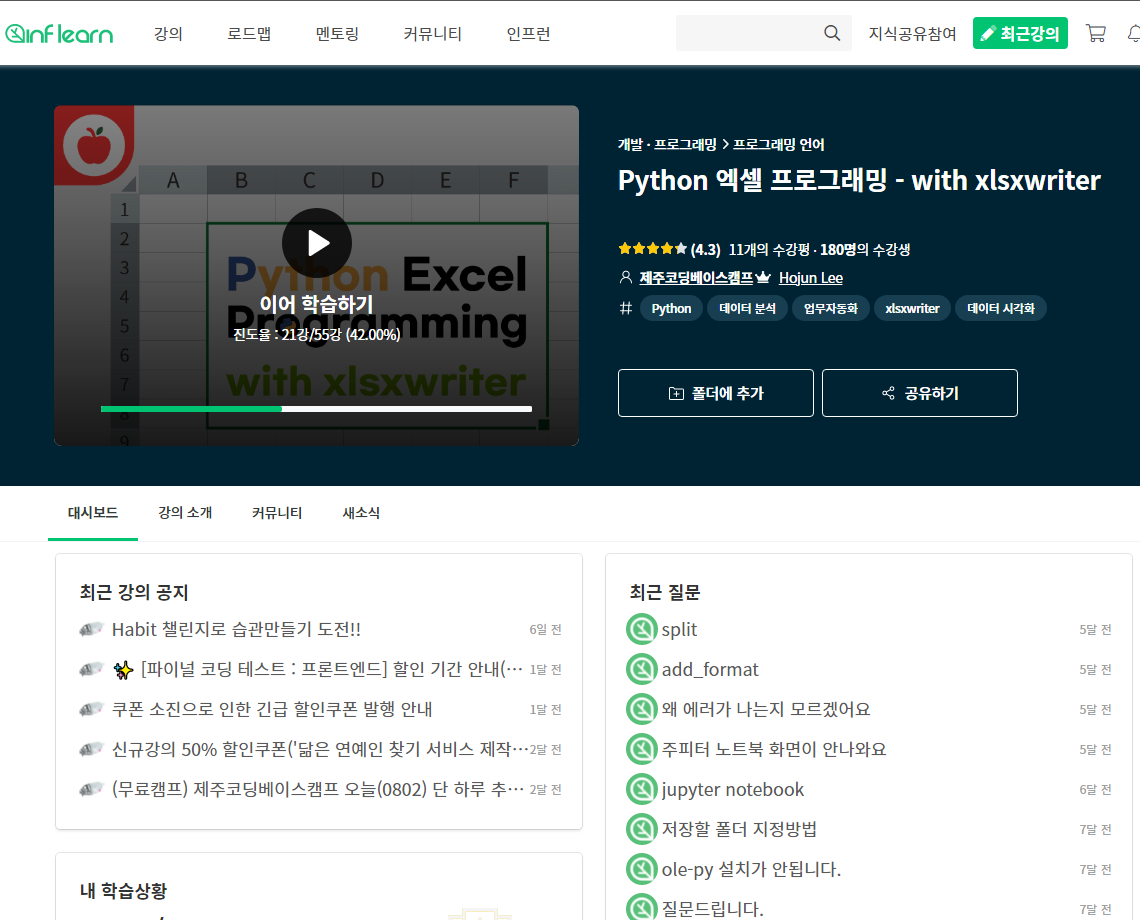 inflearn
강의
로드맵
멘토링
커뮤니티
인프런
지식공유참여
최근강의
A B C D E F
1
2
3
4
5
6
7
8
9
Python Excel
Programming
with xlsxwriter
이어 학습하기
진도율 : 21강/55강 (42.00%)
개발 · 프로그래밍 > 프로그래밍 언어
Python 엑셀 프로그래밍 - with xlsxwriter
(4.3) 11개의 수강평 · 180명의 수강생
제주코딩베이스캠프 Hojun Lee
# Python 데이터 분석 업무자동화 xlsxwriter 데이터 시각화
폴더에 추가
공유하기
대시보드
강의 소개
커뮤니티
새소식
최근 강의 공지
Habit 챌린지로 습관만들기 도전!! 6일 전
✨ [파이널 코딩 테스트 : 프론트엔드] 할인 기간 안내(… 1달 전
쿠폰 소진으로 인한 긴급 할인쿠폰 발행 안내 1달 전
신규강의 50% 할인쿠폰('닮은 연예인 찾기 서비스 제작… 2달 전
(무료캠프) 제주코딩베이스캠프 오늘(0802) 단 하루 추… 2달 전
내 학습상황
최근 질문
split 5달 전
add_format 5달 전
왜 에러가 나는지 모르겠어요 5달 전
주피터 노트북 화면이 안나와요 5달 전
jupyter notebook 6달 전
저장할 폴더 지정방법 7달 전
ole-py 설치가 안됩니다. 7달 전
질문드립니다. 7달 전